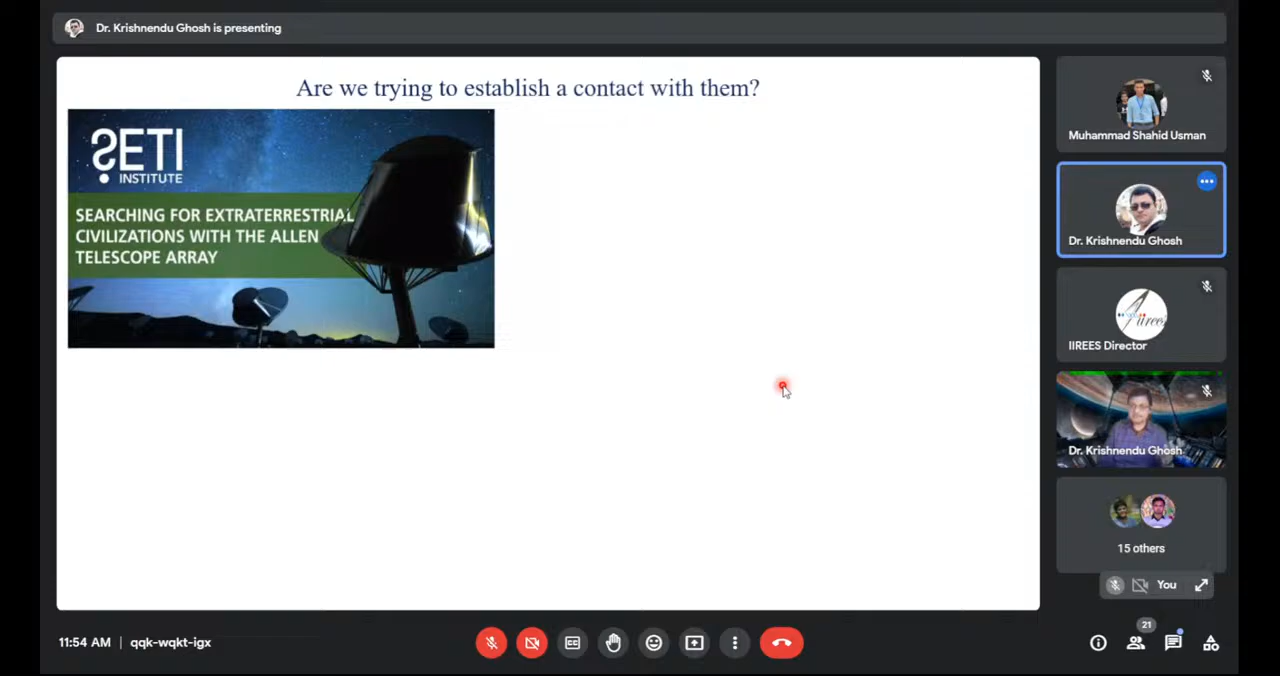 Dr. Krishnendu Ghosh is presenting
Are we trying to establish a contact with them?
SETI
INSTITUTE
SEARCHING FOR EXTRATERRESTRIAL
CIVILIZATIONS WITH THE ALLEN
TELESCOPE ARRAY
Muhammad Shahid Usman
Dr. Krishnendu Ghosh
IIREES Director
Dr. Krishnendu Ghosh
15 others
You
11:54 AM | qqk-wqkt-igx
CC
21